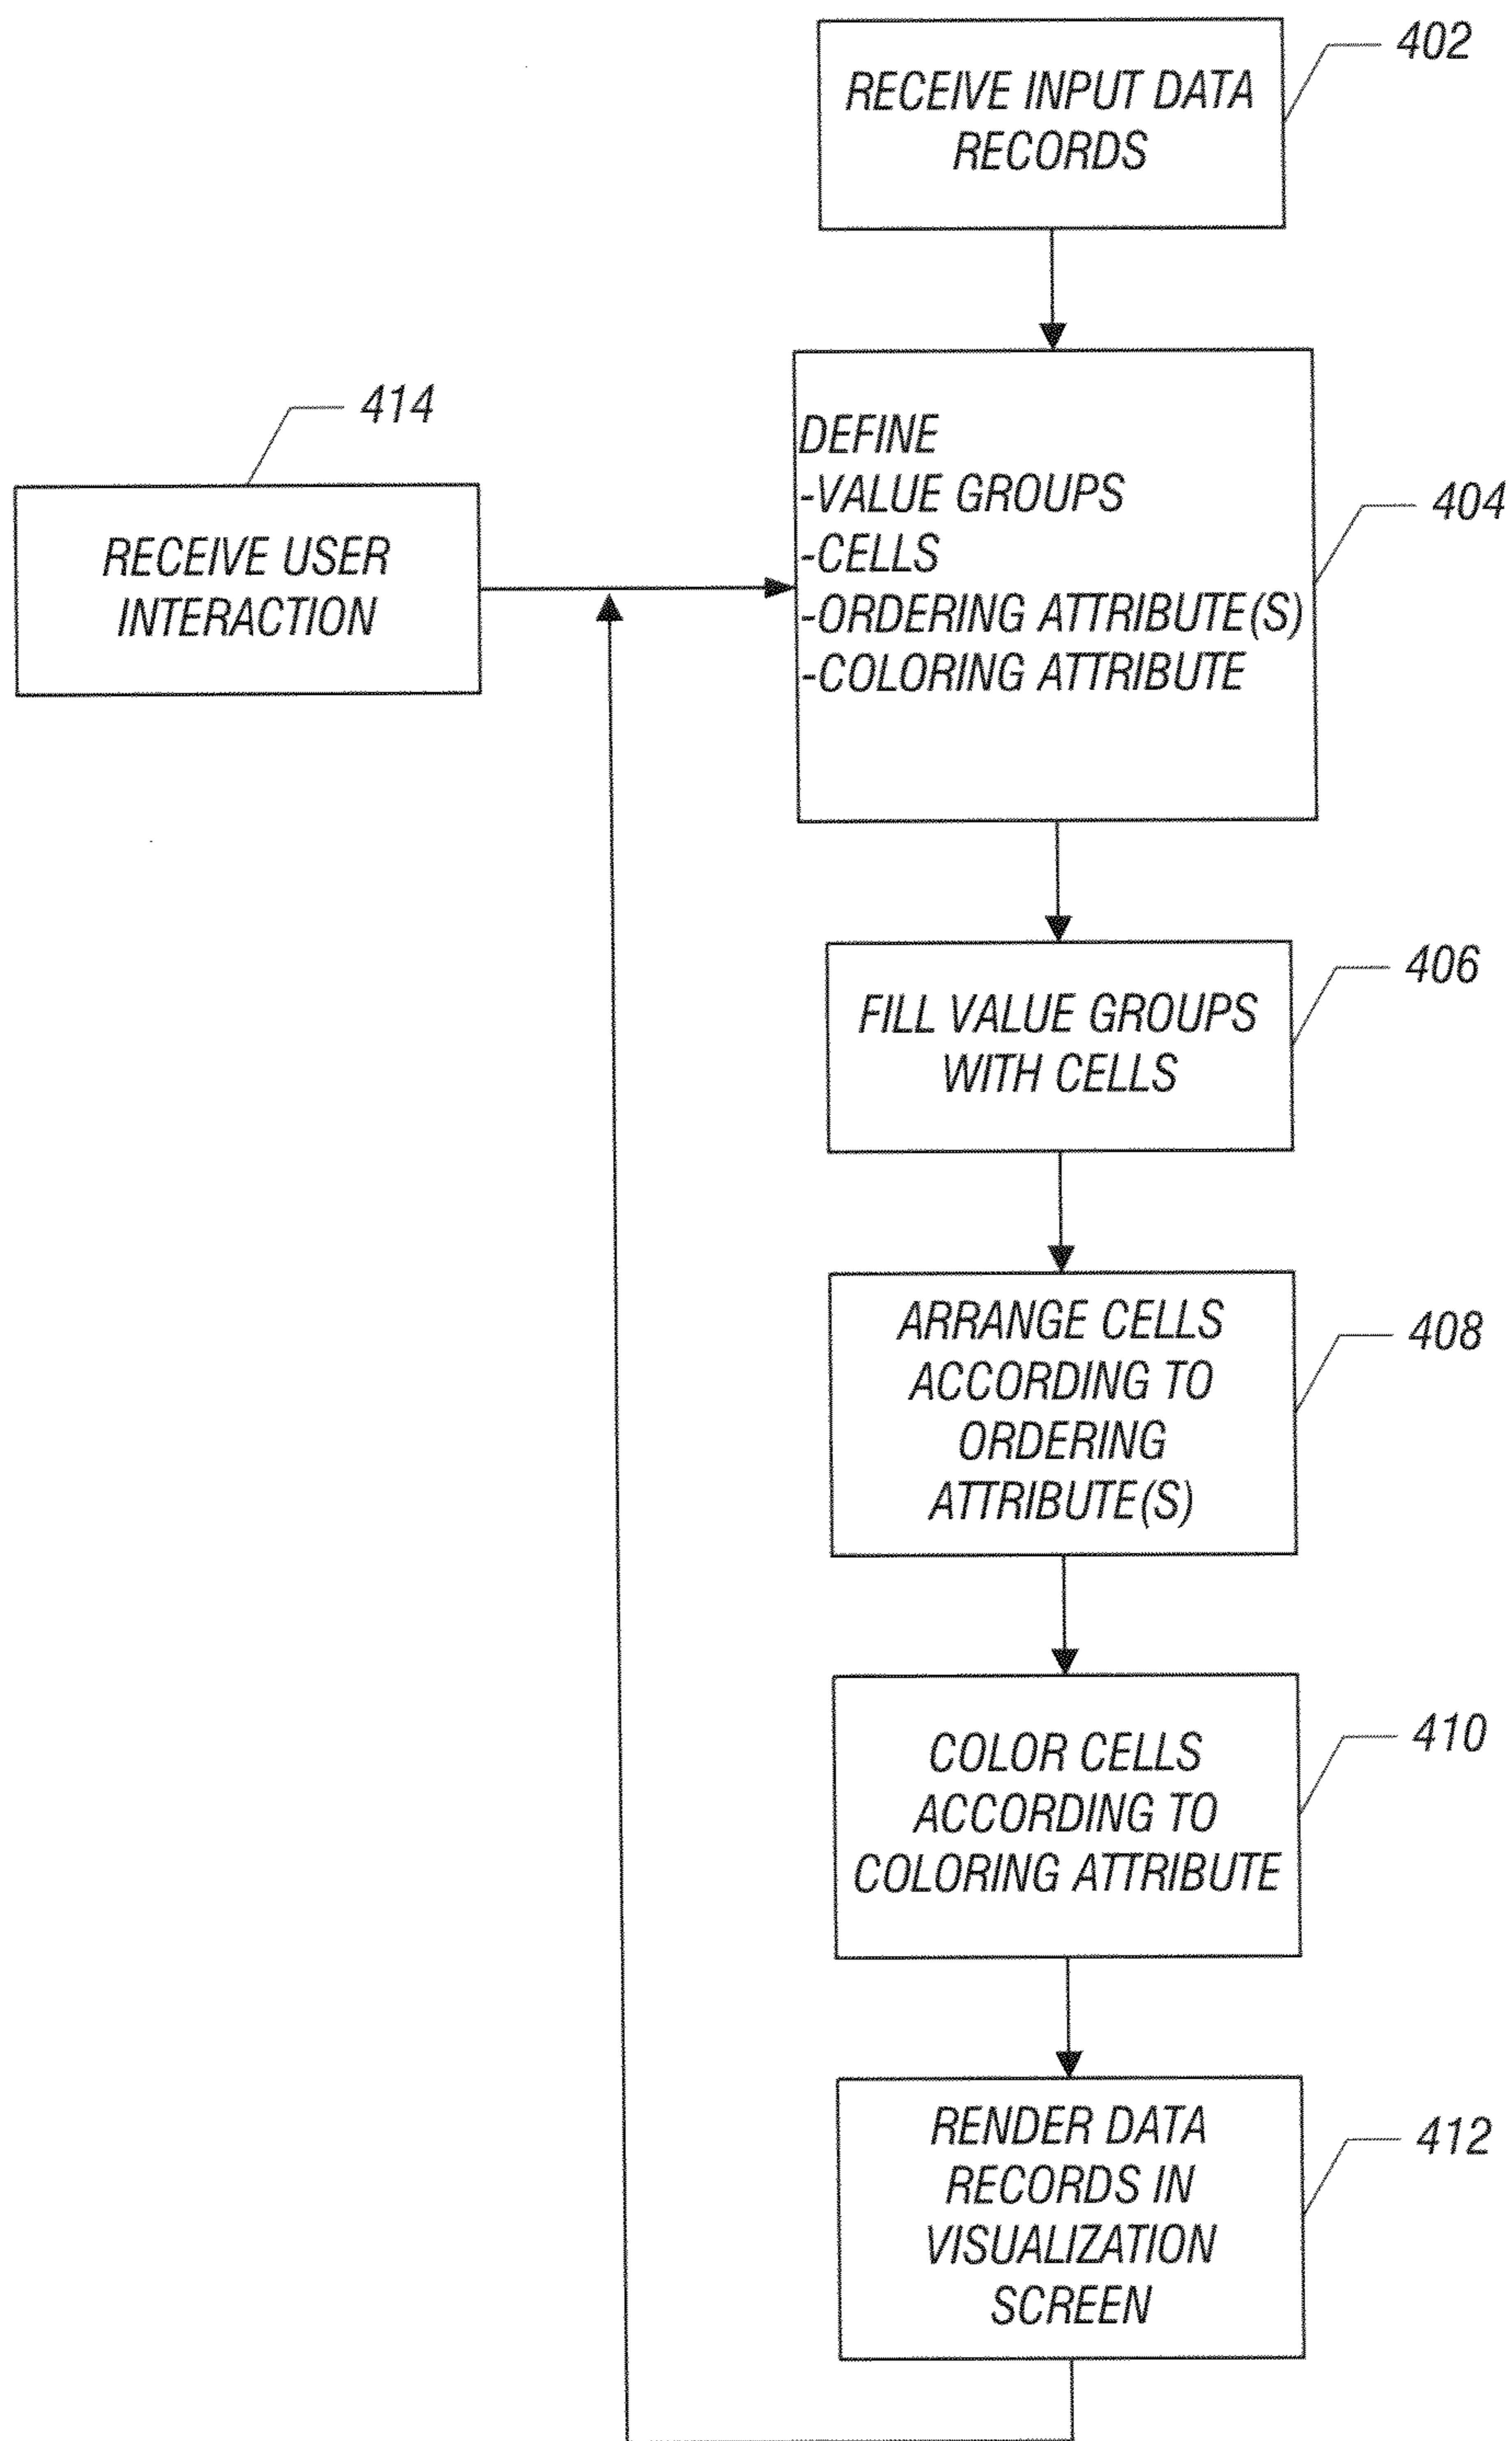 402
RECEIVE INPUT DATA
RECORDS
414
RECEIVE USER
INTERACTION
404
DEFINE
-VALUE GROUPS
-CELLS
-ORDERING ATTRIBUTE(S)
-COLORING ATTRIBUTE
406
FILL VALUE GROUPS
WITH CELLS
408
ARRANGE CELLS
ACCORDING TO
ORDERING
ATTRIBUTE(S)
410
COLOR CELLS
ACCORDING TO
COLORING ATTRIBUTE
412
RENDER DATA
RECORDS IN
VISUALIZATION
SCREEN